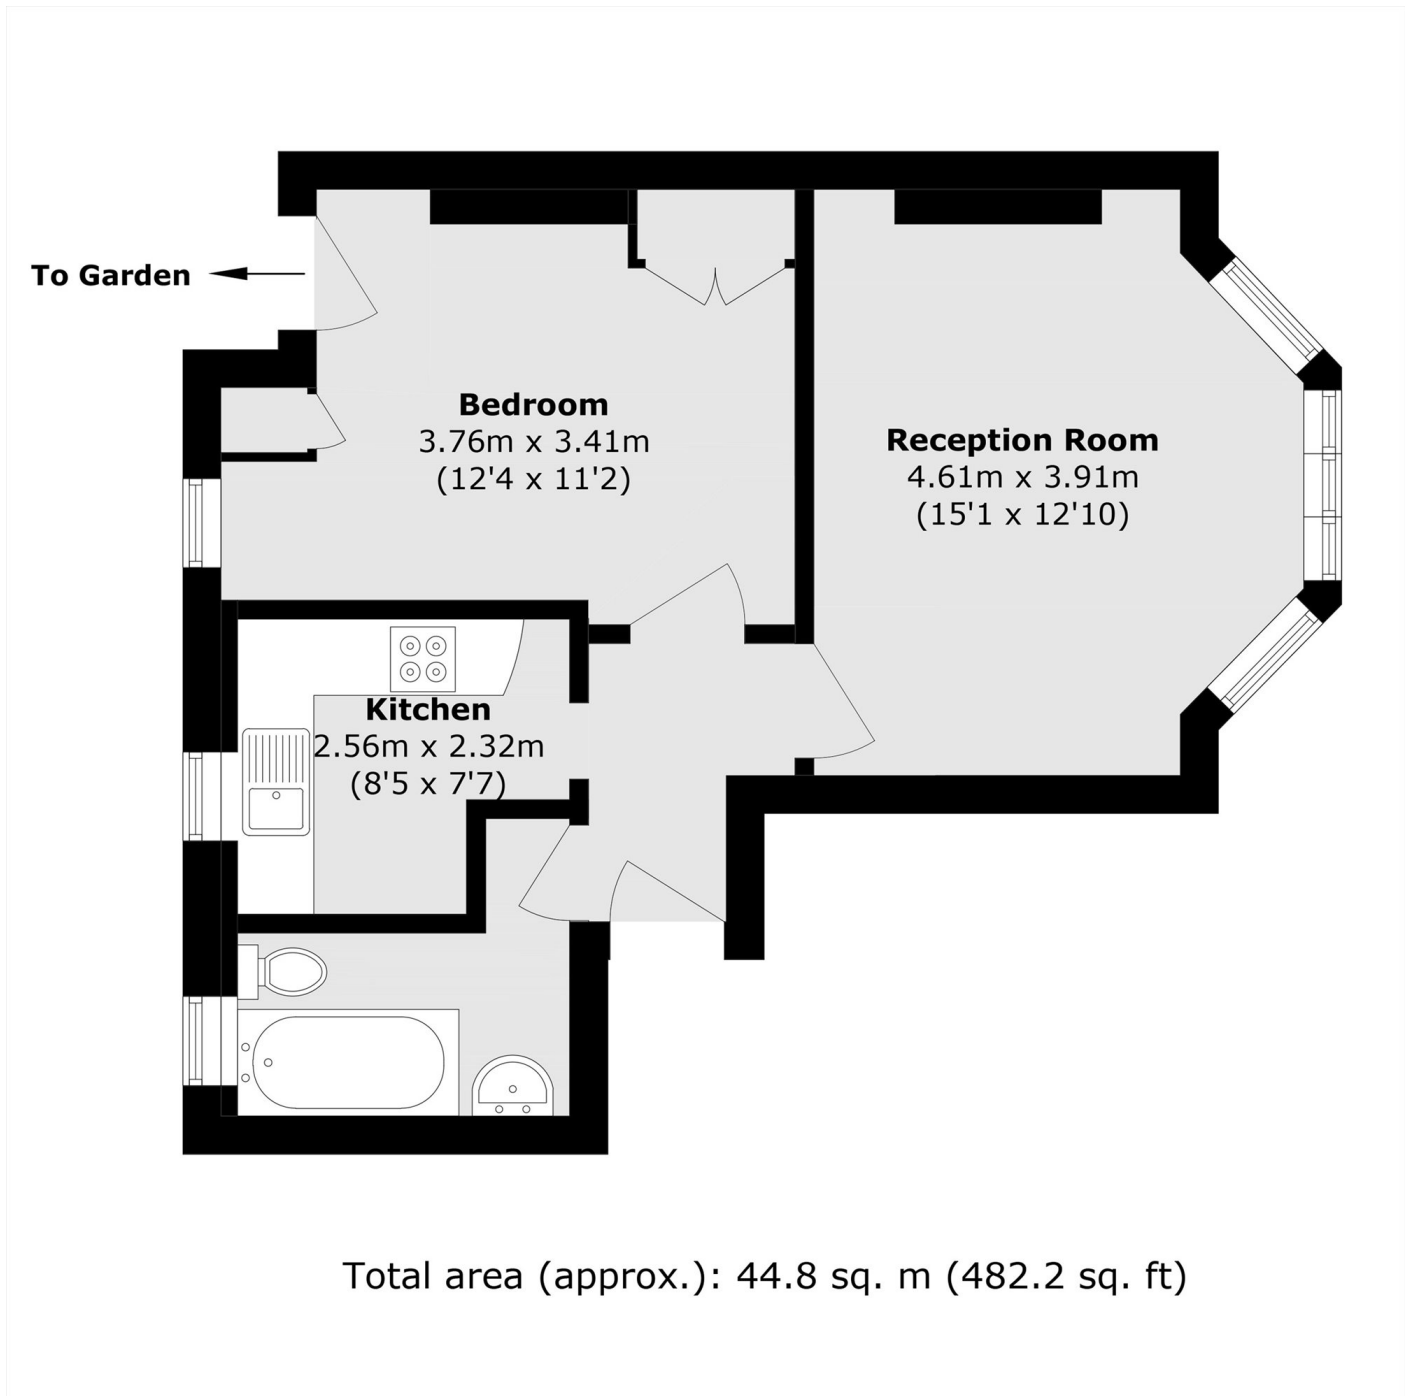 To Garden
Bedroom
3.76m x 3.41m
(12'4 x 11'2)
Reception Room
4.61m x 3.91m
(15'1 x 12'10)
Kitchen
2.56m x 2.32m
(8'5 x 7'7)
Total area (approx.): 44.8 sq. m (482.2 sq. ft)